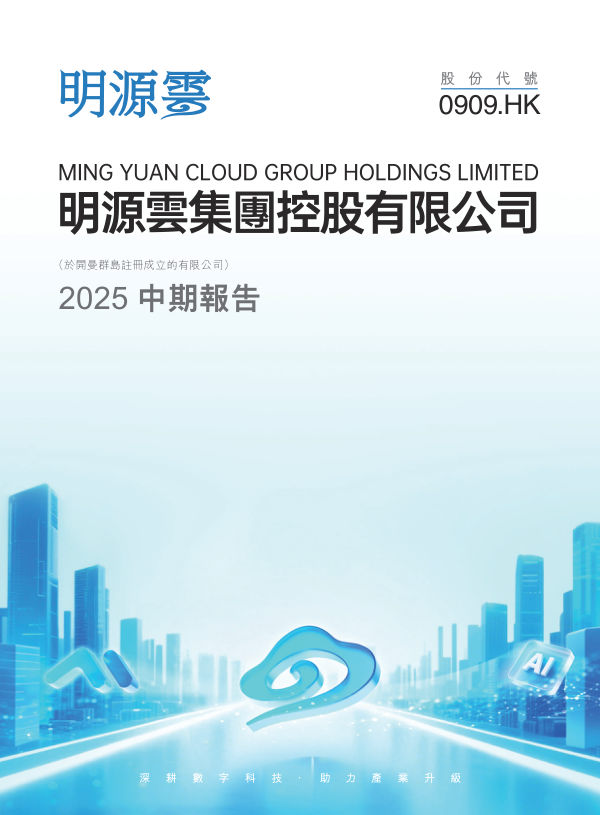 明源雲
股份代號
0909.HK
MING YUAN CLOUD GROUP HOLDINGS LIMITED
明源雲集團控股有限公司
（於開曼群島註冊成立的有限公司）
2025 中期報告
AI
深耕數字科技·助力產業升級